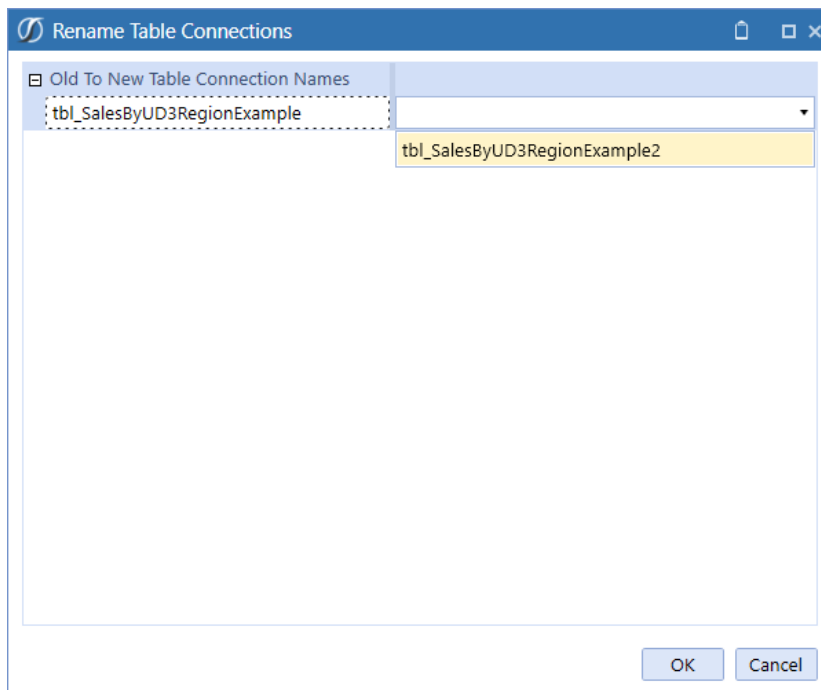 Rename Table Connections
Old To New Table Connection Names
tbl_SalesByUD3RegionExample
tbl_SalesByUD3RegionExample2
OK Cancel